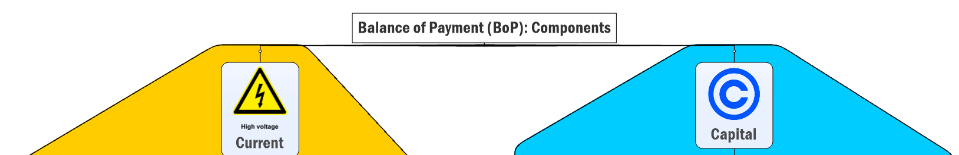 Balance of Payment (BoP): Components
High voltage
Current
C
Capital